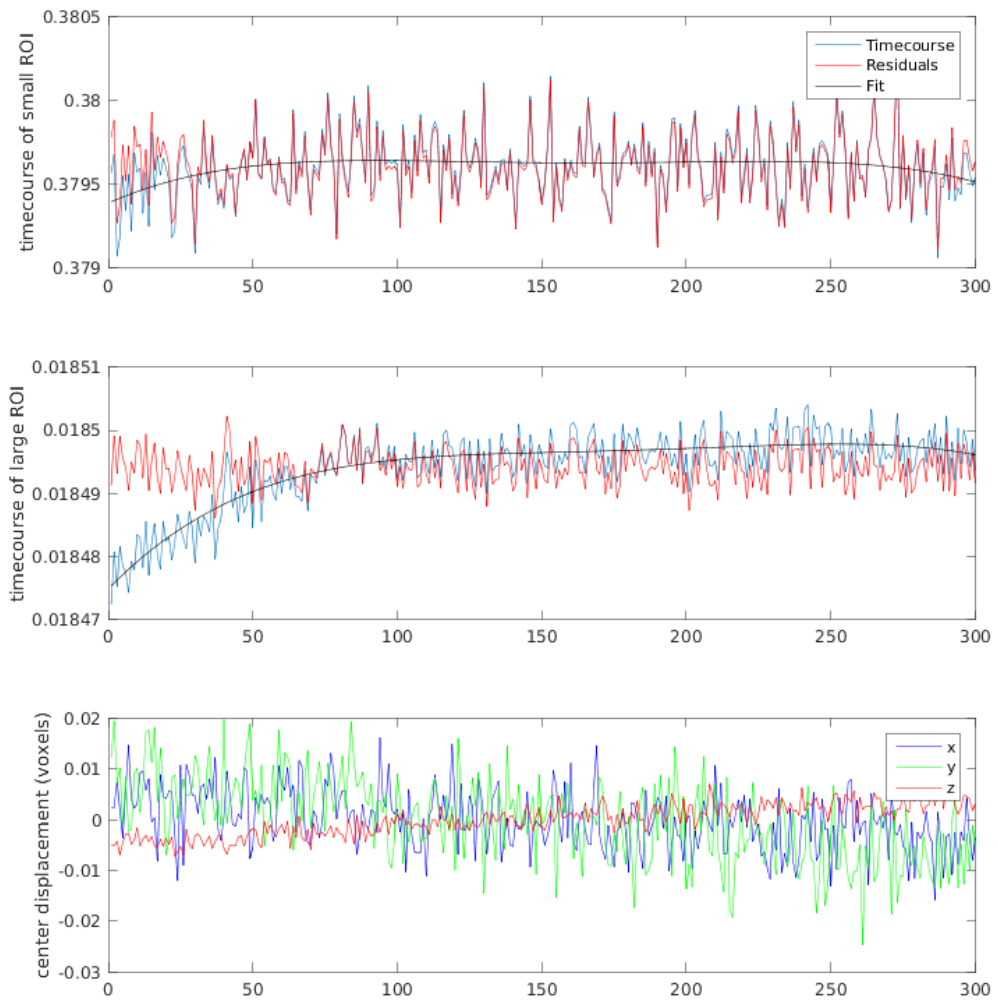 0.3805
0.38
0.3795
0.379
timecourse of small ROI
Timecourse
Residuals
Fit
0 50 100 150 200 250 300
0.01851
0.0185
0.01849
0.01848
0.01847
timecourse of large ROI
0 50 100 150 200 250 300
0.02
0.01
0
-0.01
-0.02
-0.03
center displacement (voxels)
x
y
z
0 50 100 150 200 250 300